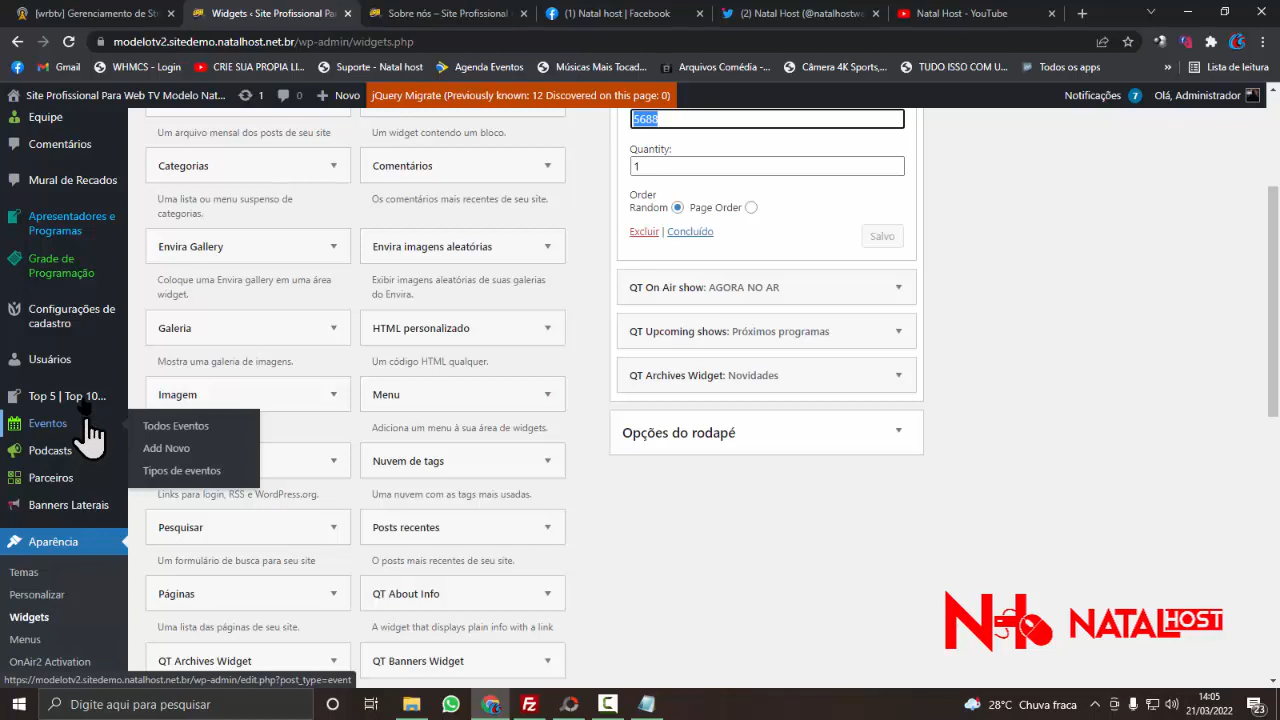 (wrbtv) Gerenciamento de Str
Widgets ‹ Site Profissional Par
Sobre nós – Site Profissional
(1) Natal Host | Facebook
(2) Natal Host (@natalhostwe
Natal Host - YouTube
modelotv2.sitedemo.natalhost.net.br/wp-admin/widgets.php
Gmail
WHMCS - Login
CRIE SUA PROPIA LI...
Suporte - Natal host
Agenda Eventos
Músicas Mais Tocad...
Arquivos Comédia -...
Câmera 4K Sports,...
TUDO ISSO COM U...
Todos os apps
»
Lista de leitura
Site Profissional Para Web TV Modelo Nat...
1
0
Novo
jQuery Migrate (Previously known: 12 Discovered on this page: 0)
Notificações 7
Olá, Administrador
Equipe
Comentários
Mural de Recados
Apresentadores e
Programas
Grade de
Programação
Configurações de
cadastro
Usuários
Top 5 | Top 10...
Eventos
Podcasts
Parceiros
Banners Laterais
Aparência
Temas
Personalizar
Widgets
Menus
OnAir2 Activation
Todos Eventos
Add Novo
Tipos de eventos
Um arquivo mensal dos posts de seu site
Um widget contendo um bloco.
Categorias
Comentários
Uma lista ou menu suspenso de
categorias.
Os comentários mais recentes de seu site.
Envira Gallery
Envira imagens aleatórias
Coloque uma Envira gallery em uma área
widget.
Exibir imagens aleatórias de suas galerias
do Envira.
Galeria
HTML personalizado
Mostra uma galeria de imagens.
Um código HTML qualquer.
Imagem
Menu
Adiciona um menu à sua área de widgets.
Nuvem de tags
Links para login, RSS e WordPress.org.
Uma nuvem com as tags mais usadas.
Pesquisar
Posts recentes
Um formulário de busca para seu site
O posts mais recentes de seu site.
Páginas
QT About Info
Uma lista das páginas de seu site.
A widget that displays plain info with a link
QT Archives Widget
QT Banners Widget
5688
Quantity:
1
Order
Random
Page Order
Excluir | Concluído
Salvo
QT On Air show: AGORA NO AR
QT Upcoming shows: Próximos programas
QT Archives Widget: Novidades
Opções do rodapé
NATALHOST
https://modelotv2.sitedemo.natalhost.net.br/wp-admin/edit.php?post_type=event
Digite aqui para pesquisar
28°C Chuva fraca
14:05
21/03/2022
23